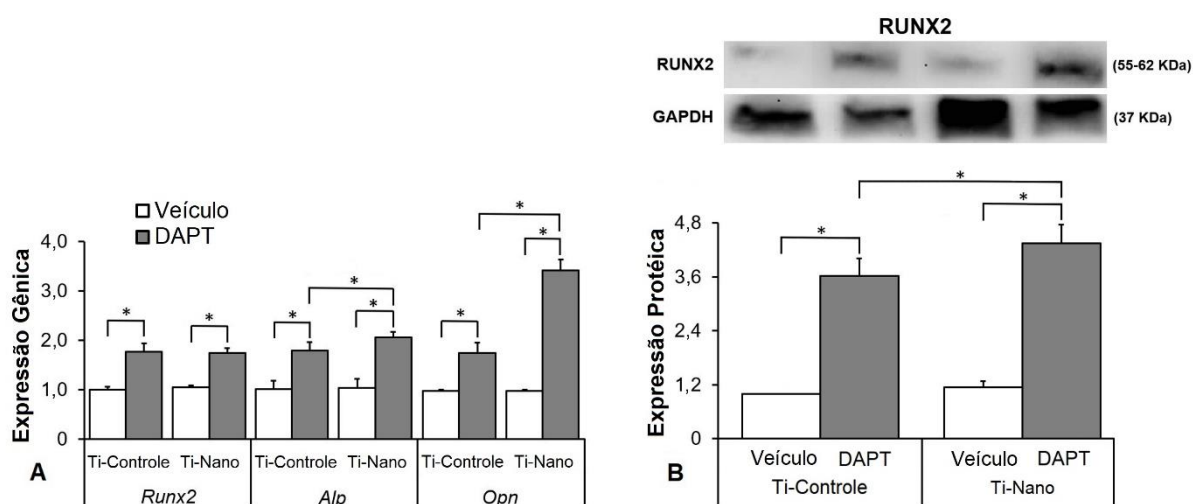 Veículo
DAPT
Expressão Gênica
4,0
3,0
2,0
1,0
0
* * * * * * * *
Ti-Controle Ti-Nano Ti-Controle Ti-Nano Ti-Controle Ti-Nano
Runx2 Alp Opn
A
RUNX2
RUNX2 (55-62 KDa)
GAPDH (37 KDa)
Expressão Protéica
4,8
3,6
2,4
1,2
0
* * *
Veículo DAPT Veículo DAPT
Ti-Controle Ti-Nano
B